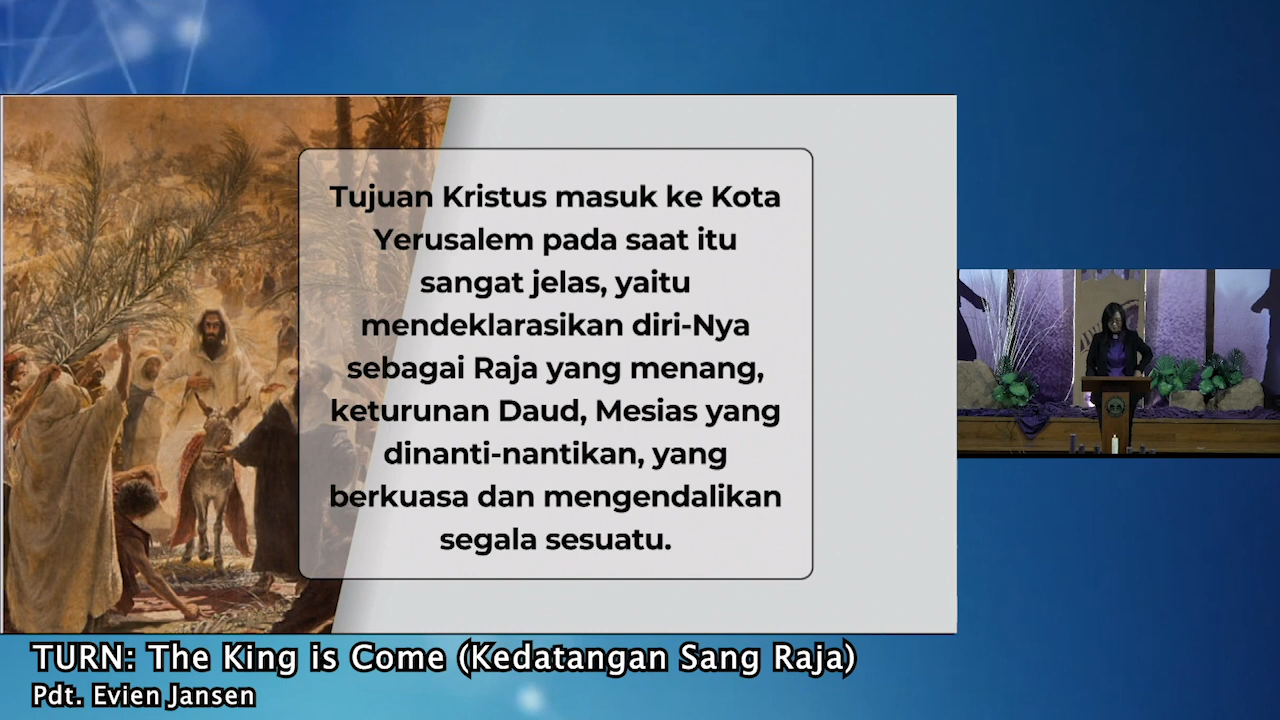 Tujuan Kristus masuk ke Kota
Yerusalem pada saat itu
sangat jelas, yaitu
mendeklarasikan diri-Nya
sebagai Raja yang menang,
keturunan Daud, Mesias yang
dinanti-nantikan, yang
berkuasa dan mengendalikan
segala sesuatu.
TURN: The King is Come (Kedatangan Sang Raja)
Pdt. Evien Jansen